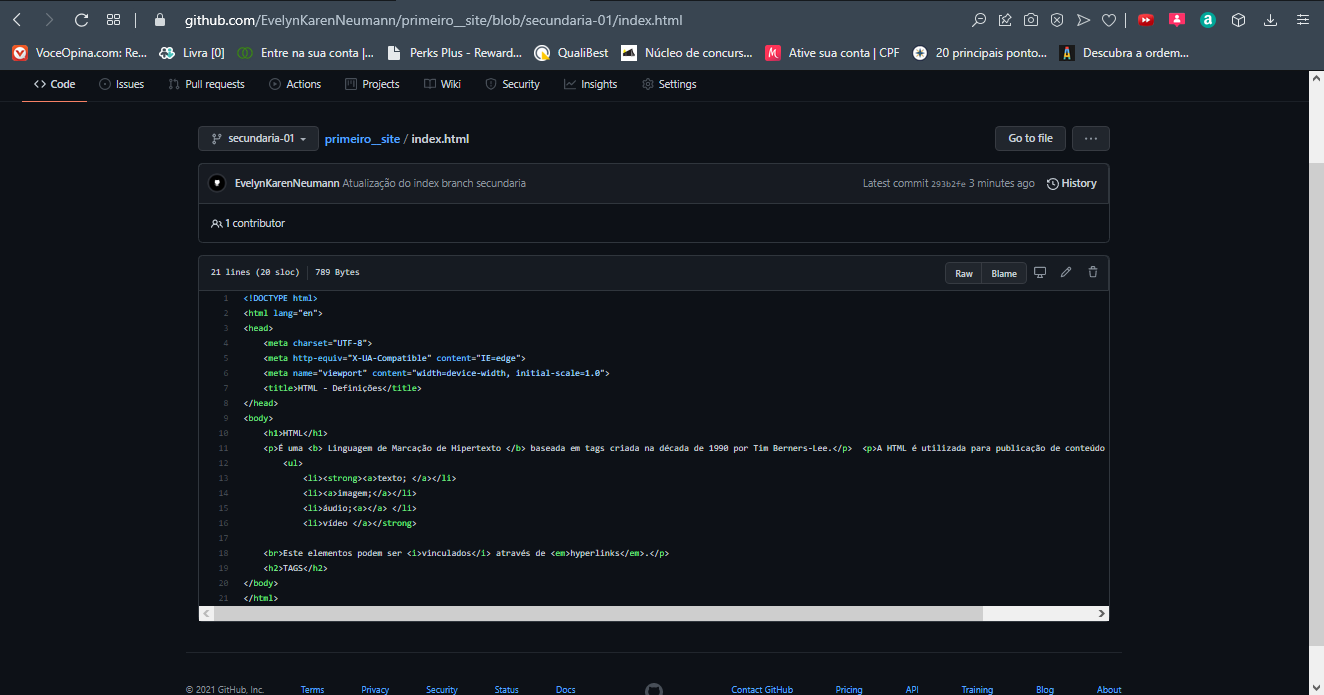 github.com/EvelynKarenNeumann/primeiro__site/blob/secundaria-01/index.html
VoceOpina.com: Re... Livra [0] Entre na sua conta |... Perks Plus - Reward... QualiBest Núcleo de concurs... Ative sua conta | CPF 20 principais ponto... Descubra a ordem...
<> Code Issues Pull requests Actions Projects Wiki Security Insights Settings
secundaria-01 primeiro__site / index.html Go to file ...
EvelynKarenNeumann Atualização do index branch secundaria Latest commit 293b2fe 3 minutes ago History
1 contributor
21 lines (20 sloc) 789 Bytes Raw Blame
1 <!DOCTYPE html>
2 <html lang="en">
3 <head>
4 <meta charset="UTF-8">
5 <meta http-equiv="X-UA-Compatible" content="IE=edge">
6 <meta name="viewport" content="width=device-width, initial-scale=1.0">
7 <title>HTML - Definições</title>
8 </head>
9 <body>
10 <h1>HTML</h1>
11 <p>É uma <b> Linguagem de Marcação de Hipertexto </b> baseada em tags criada na década de 1990 por Tim Berners-Lee.</p> <p>A HTML é utilizada para publicação de conteúdo
12 <ul>
13 <li><strong><a>texto; </a></li>
14 <li><a>imagem;</a></li>
15 <li>áudio;<a></a> </li>
16 <li>vídeo </a></strong>
17
18 <br>Este elementos podem ser <i>vinculados</i> através de <em>hyperlinks</em>.</p>
19 <h2>TAGS</h2>
20 </body>
21 </html>
© 2021 GitHub, Inc. Terms Privacy Security Status Docs Contact GitHub Pricing API Training Blog About